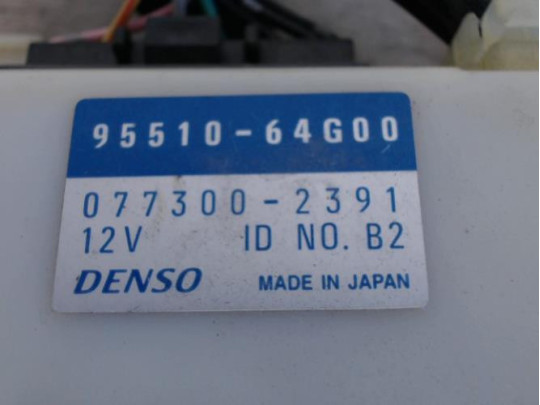 95510-64G00
077300-2391
12V ID NO. B2
DENSO MADE IN JAPAN